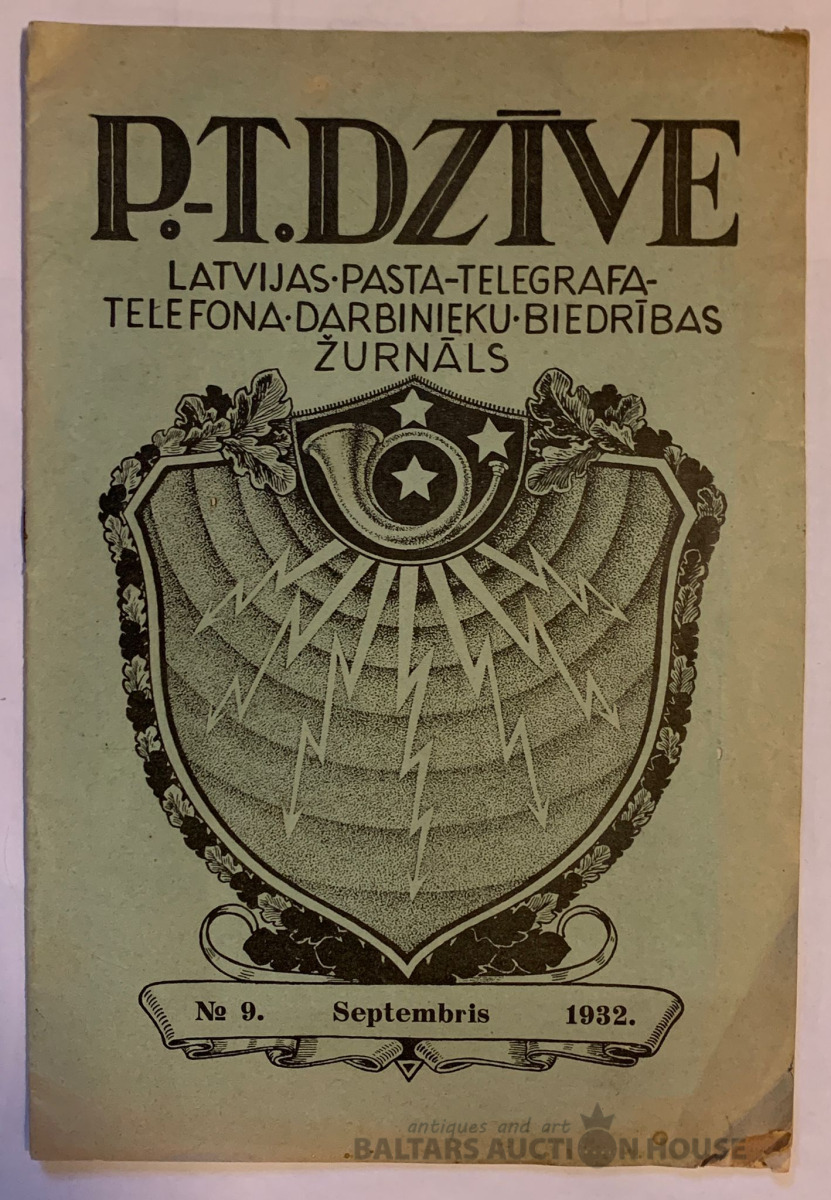 P.-T. DZĪVE
LATVIJAS·PASTA-TELEGRAFA-
TELEFONA·DARBINIEKU·BIEDRĪBAS
ŽURNĀLS
№ 9. Septembris 1932.
antiques and art
BALTARS AUCTION HOUSE